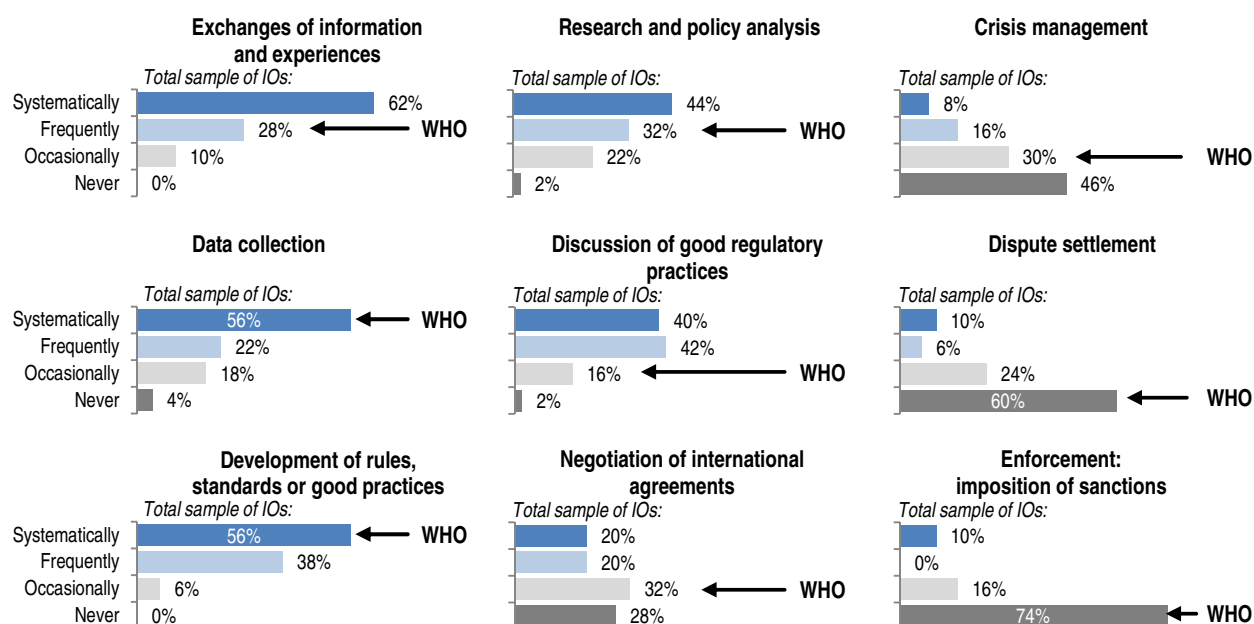 Exchanges of information
and experiences
Total sample of IOs:
Systematically 62%
Frequently 28% WHO
Occasionally 10%
Never 0%
Research and policy analysis
Total sample of IOs:
44%
32% WHO
22%
2%
Crisis management
Total sample of IOs:
8%
16%
30% WHO
46%
Data collection
Total sample of IOs:
Systematically 56% WHO
Frequently 22%
Occasionally 18%
Never 4%
Discussion of good regulatory
practices
Total sample of IOs:
40%
42%
16% WHO
2%
Dispute settlement
Total sample of IOs:
10%
6%
24%
60% WHO
Development of rules,
standards or good practices
Total sample of IOs:
Systematically 56% WHO
Frequently 38%
Occasionally 6%
Never 0%
Negotiation of international
agreements
Total sample of IOs:
20%
20%
32% WHO
28%
Enforcement:
imposition of sanctions
Total sample of IOs:
10%
0%
16%
74% WHO